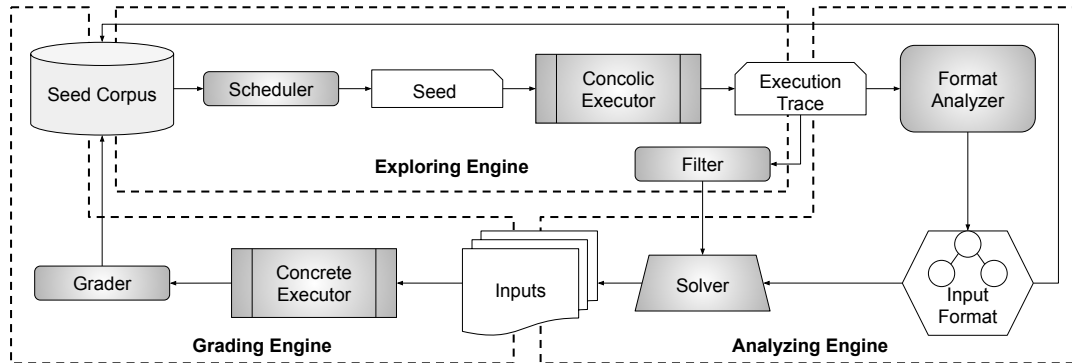 Seed Corpus
Scheduler
Seed
Concolic
Executor
Execution
Trace
Format
Analyzer
Exploring Engine
Filter
Grader
Concrete
Executor
Inputs
Solver
Input
Format
Grading Engine
Analyzing Engine